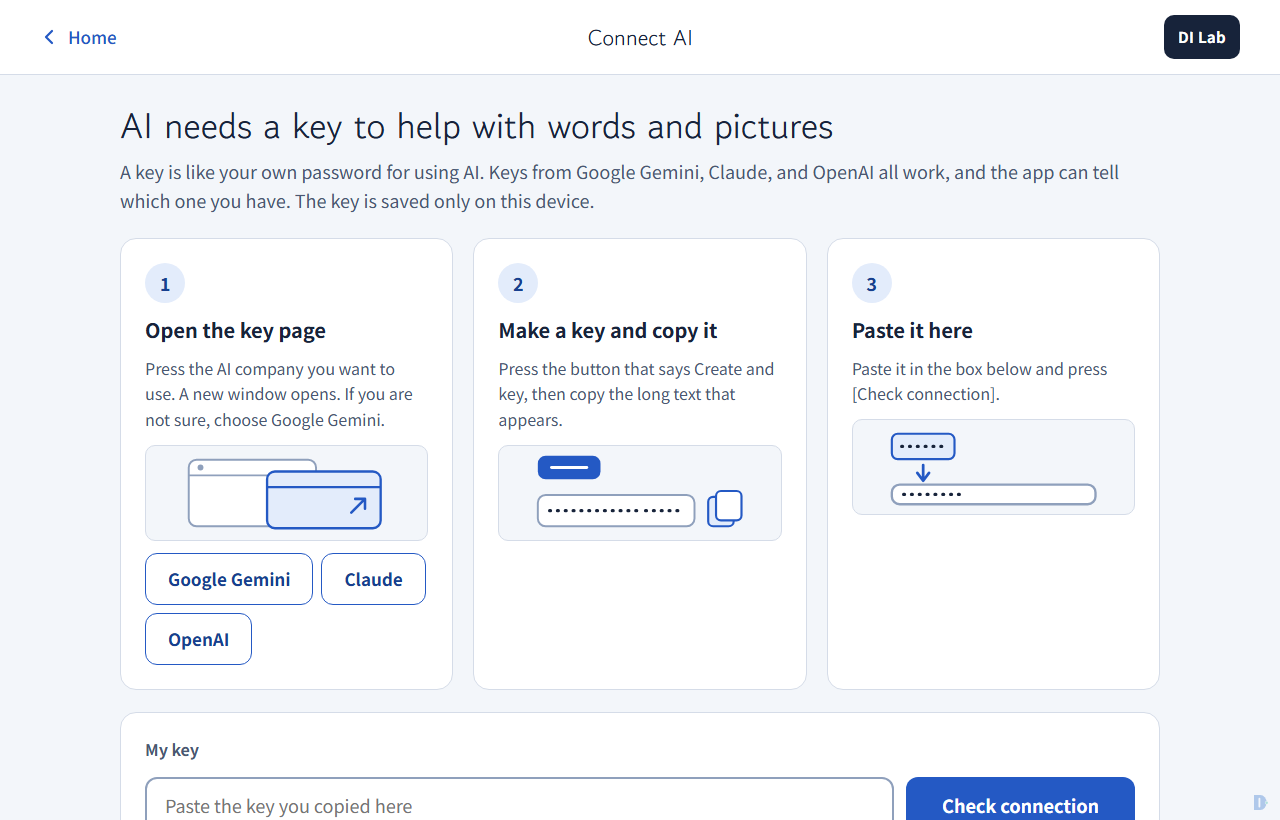 Home
Connect AI
DI Lab
AI needs a key to help with words and pictures
A key is like your own password for using AI. Keys from Google Gemini, Claude, and OpenAI all work, and the app can tell
which one you have. The key is saved only on this device.
1
Open the key page
Press the AI company you want to
use. A new window opens. If you are
not sure, choose Google Gemini.
Google Gemini
Claude
OpenAI
2
Make a key and copy it
Press the button that says Create and
key, then copy the long text that
appears.
3
Paste it here
Paste it in the box below and press
[Check connection].
My key
Paste the key you copied here
Check connection